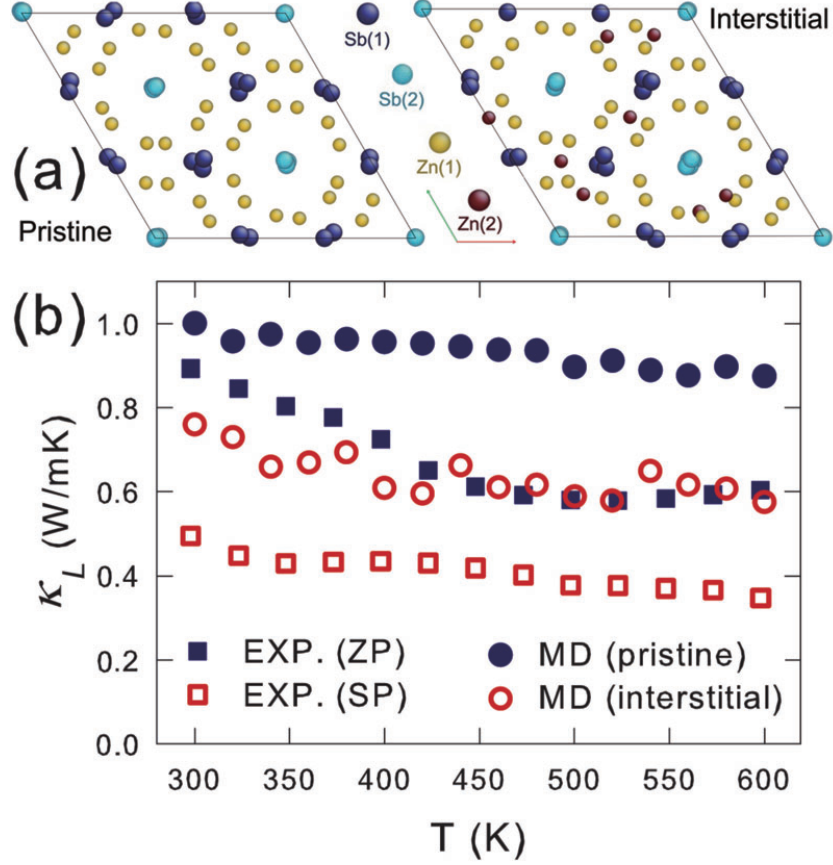 Interstitial
Sb(1)
Sb(2)
Zn(1)
Zn(2)
(a)
Pristine
(b)
1.0
0.8
0.6
0.4
0.2
0.0
κL (W/mK)
EXP. (ZP)
EXP. (SP)
MD (pristine)
MD (interstitial)
300 350 400 450 500 550 600
T (K)